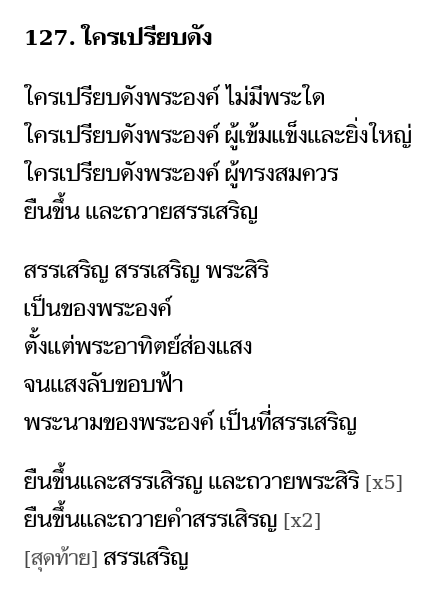 127. ใครเปรียบดัง
ใครเปรียบดังพระองค์ ไม่มีพระใด
ใครเปรียบดังพระองค์ ผู้เข้มแข็งและยิ่งใหญ่
ใครเปรียบดังพระองค์ ผู้ทรงสมควร
ยืนขึ้น และถวายสรรเสริญ
สรรเสริญ สรรเสริญ พระสิริ
เป็นของพระองค์
ตั้งแต่พระอาทิตย์ส่องแสง
จนแสงลับขอบฟ้า
พระนามของพระองค์ เป็นที่สรรเสริญ
ยืนขึ้นและสรรเสิรญ และถวายพระสิริ [x5]
ยืนขึ้นและถวายคำสรรเสิรญ [x2]
[สุดท้าย] สรรเสริญ